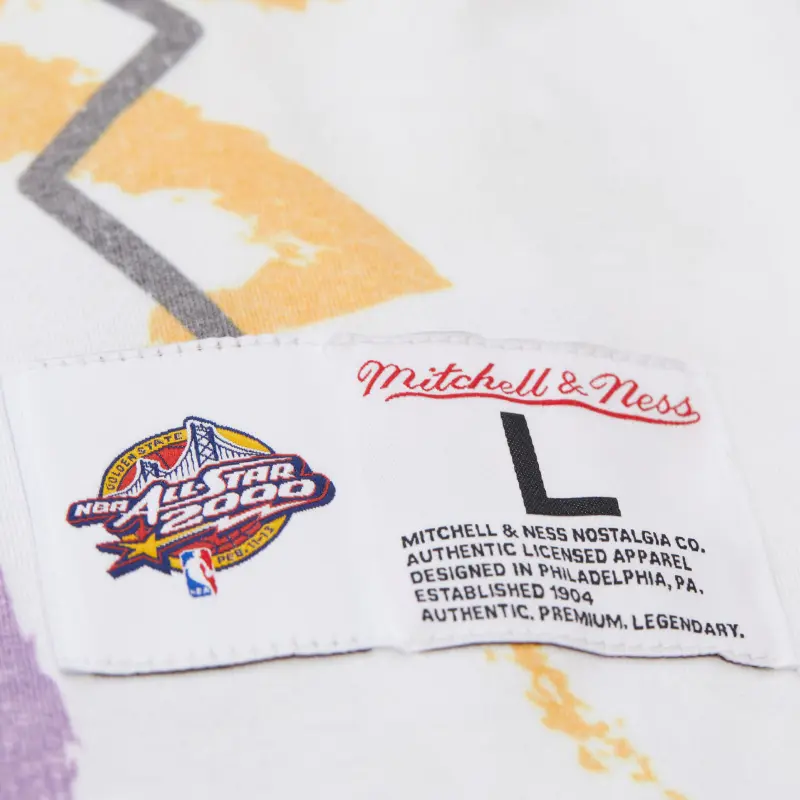 GOLDEN STATE
NBA ALL-STAR
2000
FEB. 11-13
NBA
Mitchell & Ness
L
MITCHELL & NESS NOSTALGIA CO.
AUTHENTIC LICENSED APPAREL
DESIGNED IN PHILADELPHIA, PA.
ESTABLISHED 1904
AUTHENTIC. PREMIUM. LEGENDARY.